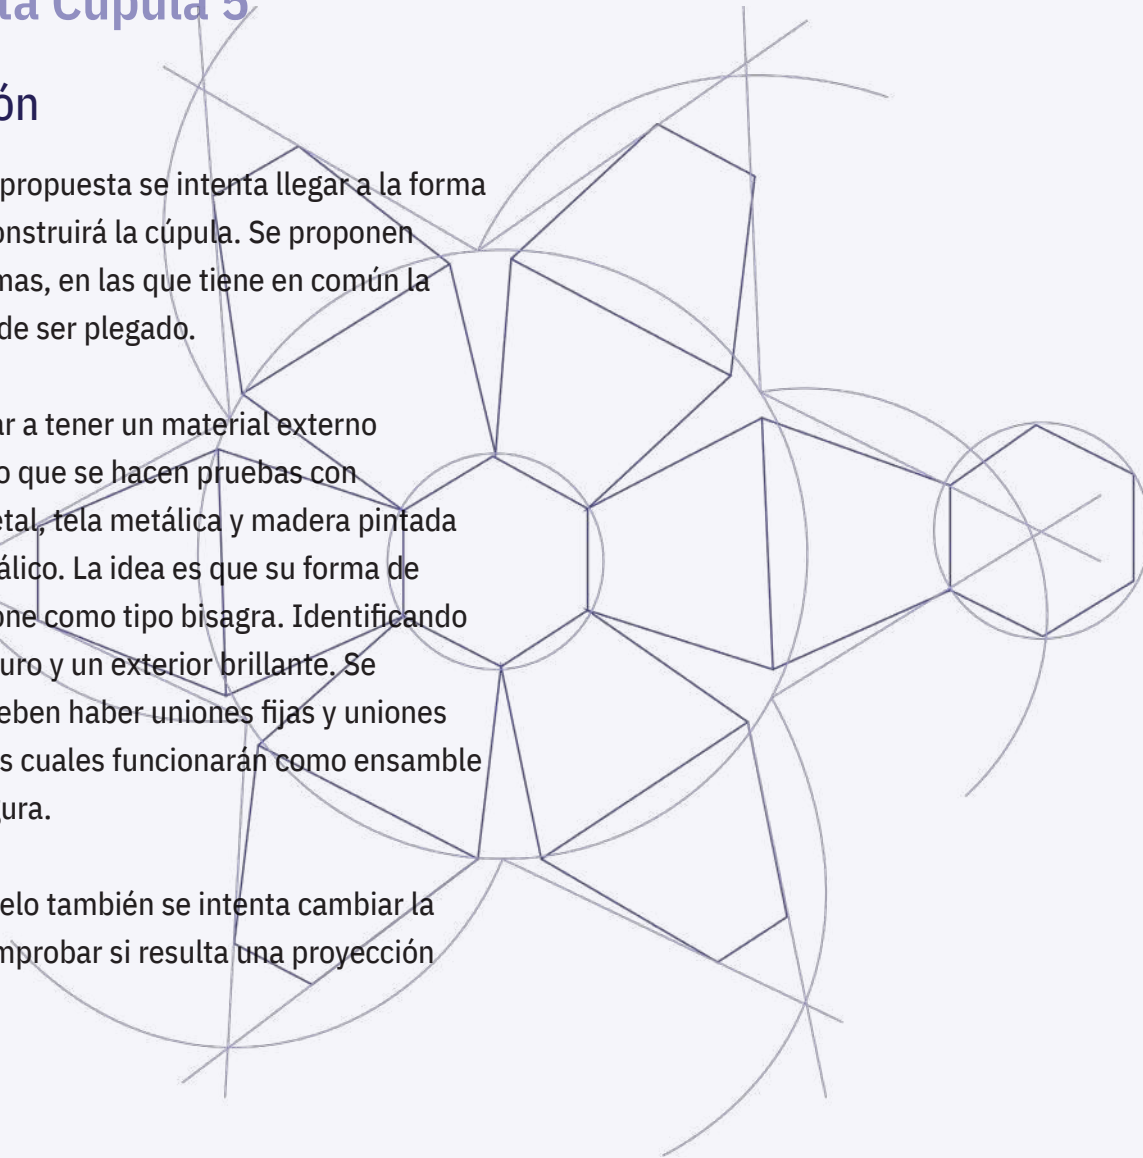 la Cúpula 5
ón
propuesta se intenta llegar a la forma
onstruirá la cúpula. Se proponen
mas, en las que tiene en común la
de ser plegado.
ar a tener un material externo
o que se hacen pruebas con
etal, tela metálica y madera pintada
álico. La idea es que su forma de
one como tipo bisagra. Identificando
uro y un exterior brillante. Se
eben haber uniones fijas y uniones
s cuales funcionarán como ensamble
gura.
elo también se intenta cambiar la
mprobar si resulta una proyección